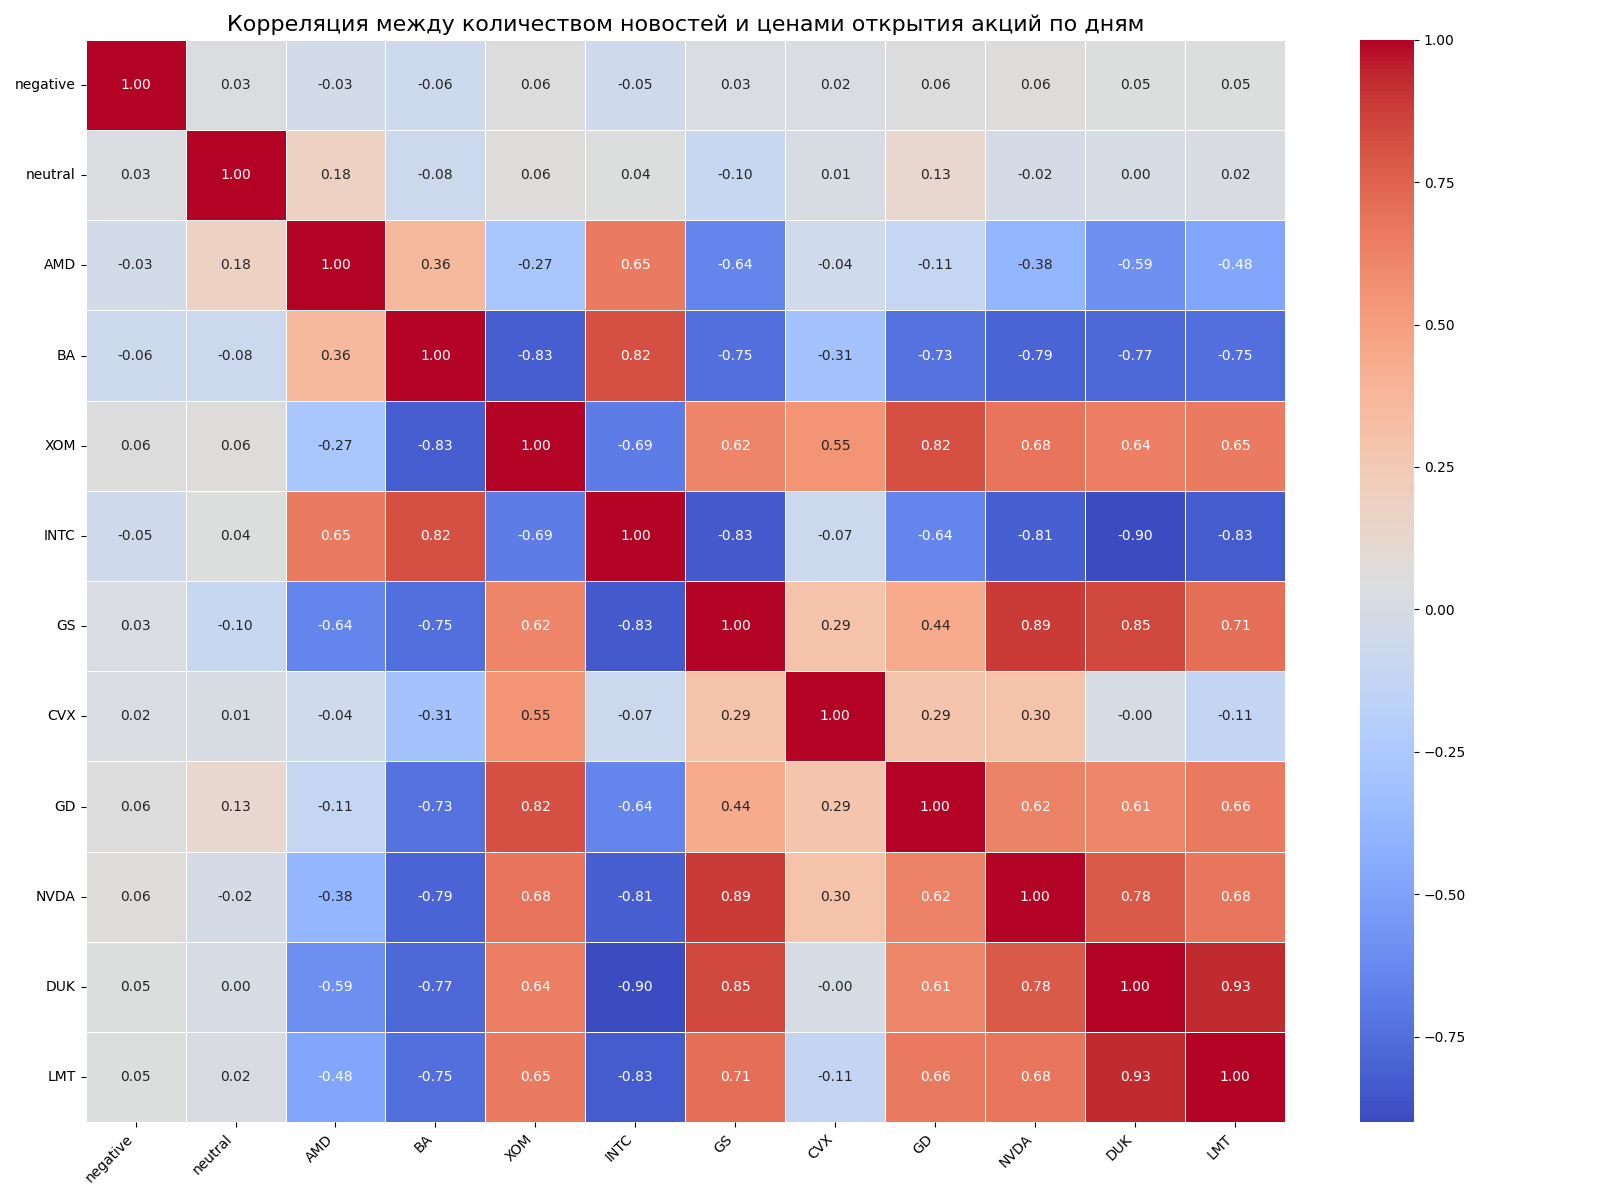 Корреляция между количеством новостей и ценами открытия акций по дням
negative 1.00 0.03 -0.03 -0.06 0.06 -0.05 0.03 0.02 0.06 0.06 0.05 0.05
neutral 0.03 1.00 0.18 -0.08 0.06 0.04 -0.10 0.01 0.13 -0.02 0.00 0.02
AMD -0.03 0.18 1.00 0.36 -0.27 0.65 -0.64 -0.04 -0.11 -0.38 -0.59 -0.48
BA -0.06 -0.08 0.36 1.00 -0.83 0.82 -0.75 -0.31 -0.73 -0.79 -0.77 -0.75
XOM 0.06 0.06 -0.27 -0.83 1.00 -0.69 0.62 0.55 0.82 0.68 0.64 0.65
INTC -0.05 0.04 0.65 0.82 -0.69 1.00 -0.83 -0.07 -0.64 -0.81 -0.90 -0.83
GS 0.03 -0.10 -0.64 -0.75 0.62 -0.83 1.00 0.29 0.44 0.89 0.85 0.71
CVX 0.02 0.01 -0.04 -0.31 0.55 -0.07 0.29 1.00 0.29 0.30 -0.00 -0.11
GD 0.06 0.13 -0.11 -0.73 0.82 -0.64 0.44 0.29 1.00 0.62 0.61 0.66
NVDA 0.06 -0.02 -0.38 -0.79 0.68 -0.81 0.89 0.30 0.62 1.00 0.78 0.68
DUK 0.05 0.00 -0.59 -0.77 0.64 -0.90 0.85 -0.00 0.61 0.78 1.00 0.93
LMT 0.05 0.02 -0.48 -0.75 0.65 -0.83 0.71 -0.11 0.66 0.68 0.93 1.00
negative neutral AMD BA XOM INTC GS CVX GD NVDA DUK LMT
1.00
0.75
0.50
0.25
0.00
−0.25
−0.50
−0.75